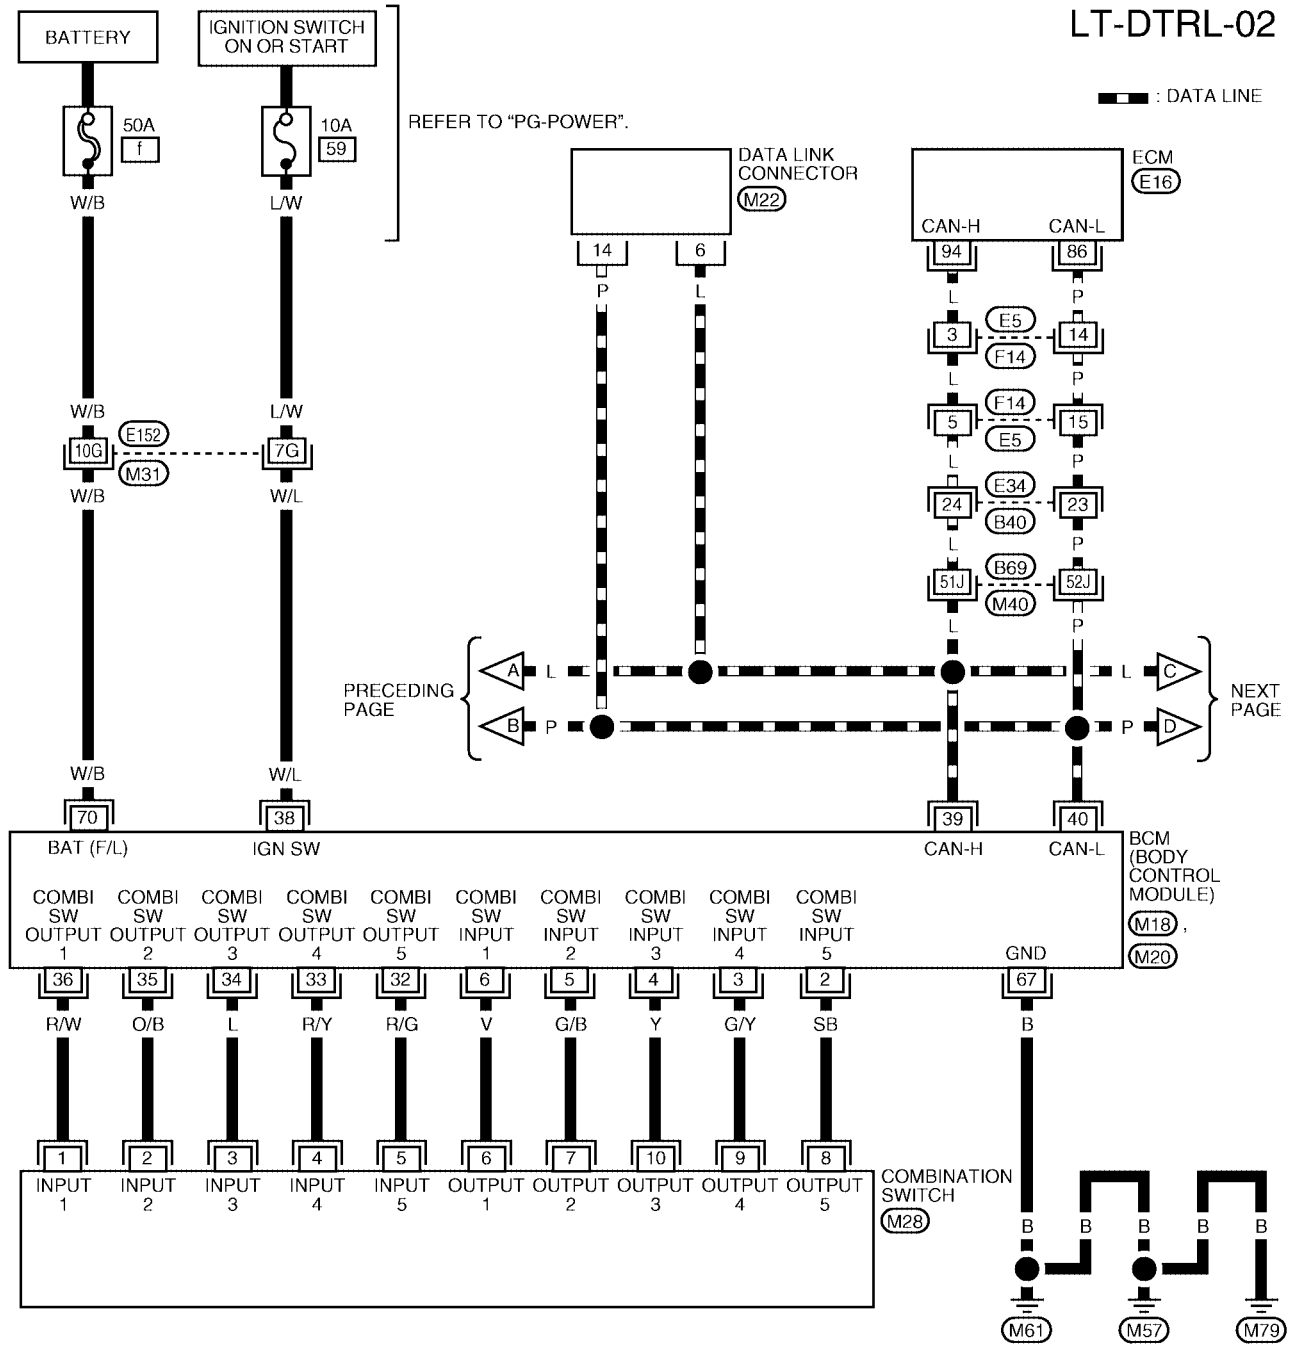 LT-DTRL-02
BATTERY
IGNITION SWITCH
ON OR START
: DATA LINE
50A
f
10A
59
REFER TO “PG-POWER”.
DATA LINK
CONNECTOR
M22
ECM
E16
CAN-H
CAN-L
W/B
L/W
14
6
94
86
P
L
L
P
3
E5
F14
14
L
P
W/B
L/W
5
F14
E5
15
10G
E152
M31
7G
L
P
W/B
W/L
24
E34
B40
23
L
P
51J
B69
M40
52J
L
P
PRECEDING
PAGE
A
L
L
C
B
P
P
D
NEXT
PAGE
W/B
W/L
70
38
39
40
BAT (F/L)
IGN SW
CAN-H
CAN-L
BCM
(BODY
CONTROL
MODULE)
M18 ,
M20
COMBI COMBI COMBI COMBI COMBI COMBI COMBI COMBI COMBI COMBI
SW SW SW SW SW SW SW SW SW SW
OUTPUT OUTPUT OUTPUT OUTPUT OUTPUT INPUT INPUT INPUT INPUT INPUT
1 2 3 4 5 1 2 3 4 5 GND
36 35 34 33 32 6 5 4 3 2 67
R/W O/B L R/Y R/G V G/B Y G/Y SB B
1 2 3 4 5 6 7 10 9 8
INPUT INPUT INPUT INPUT INPUT OUTPUT OUTPUT OUTPUT OUTPUT OUTPUT
1 2 3 4 5 1 2 3 4 5
COMBINATION
SWITCH
M28
B B B B B
M61 M57 M79